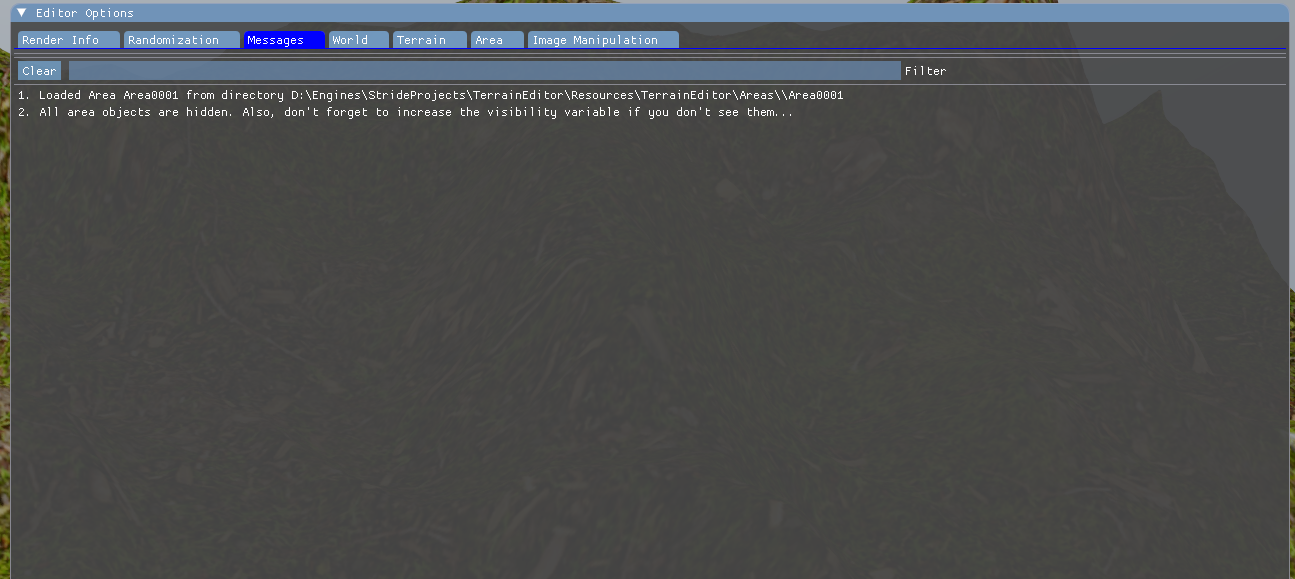 Editor Options
Render Info Randomization Messages World Terrain Area Image Manipulation
Clear Filter
1. Loaded Area Area0001 from directory D:\Engines\StrideProjects\TerrainEditor\Resources\TerrainEditor\Areas\\Area0001
2. All area objects are hidden. Also, don't forget to increase the visibility variable if you don't see them...